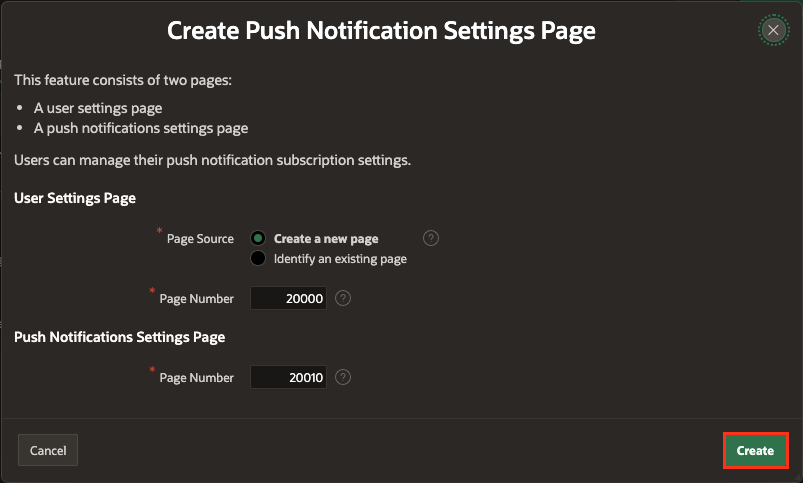 Create Push Notification Settings Page
This feature consists of two pages:
• A user settings page
• A push notifications settings page
Users can manage their push notification subscription settings.
User Settings Page
* Page Source Create a new page ?
Identify an existing page
* Page Number 20000 ?
Push Notifications Settings Page
* Page Number 20010 ?
Cancel Create